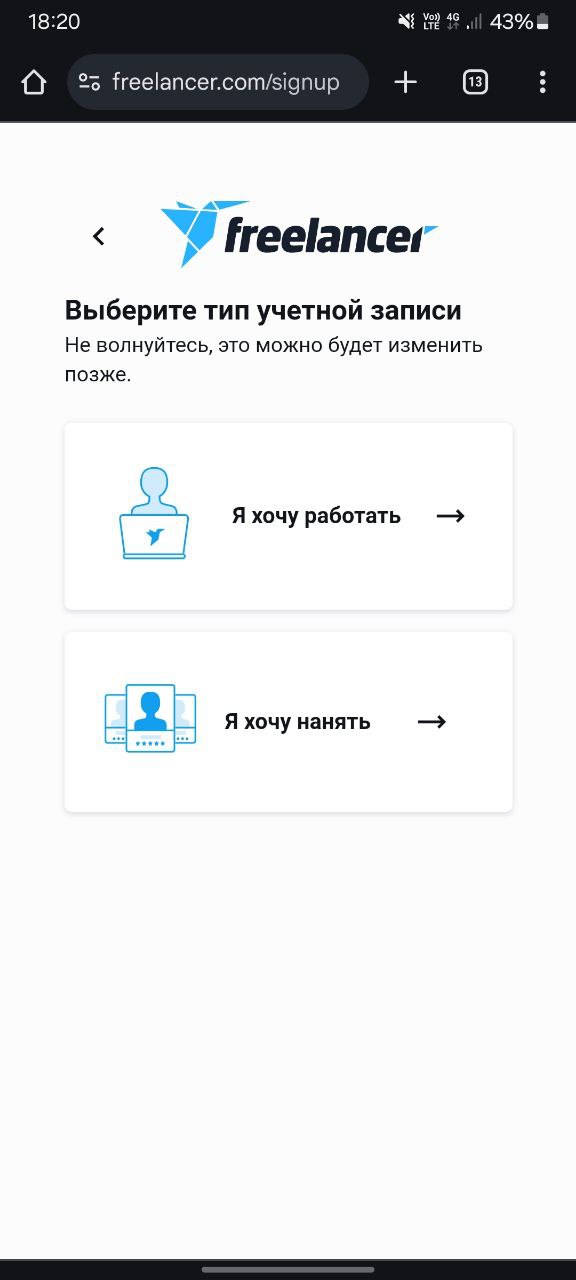 18:20
Vo)) 4G 43%
LTE
freelancer.com/signup
13
freelancer
Выберите тип учетной записи
Не волнуйтесь, это можно будет изменить
позже.
Я хочу работать
Я хочу нанять